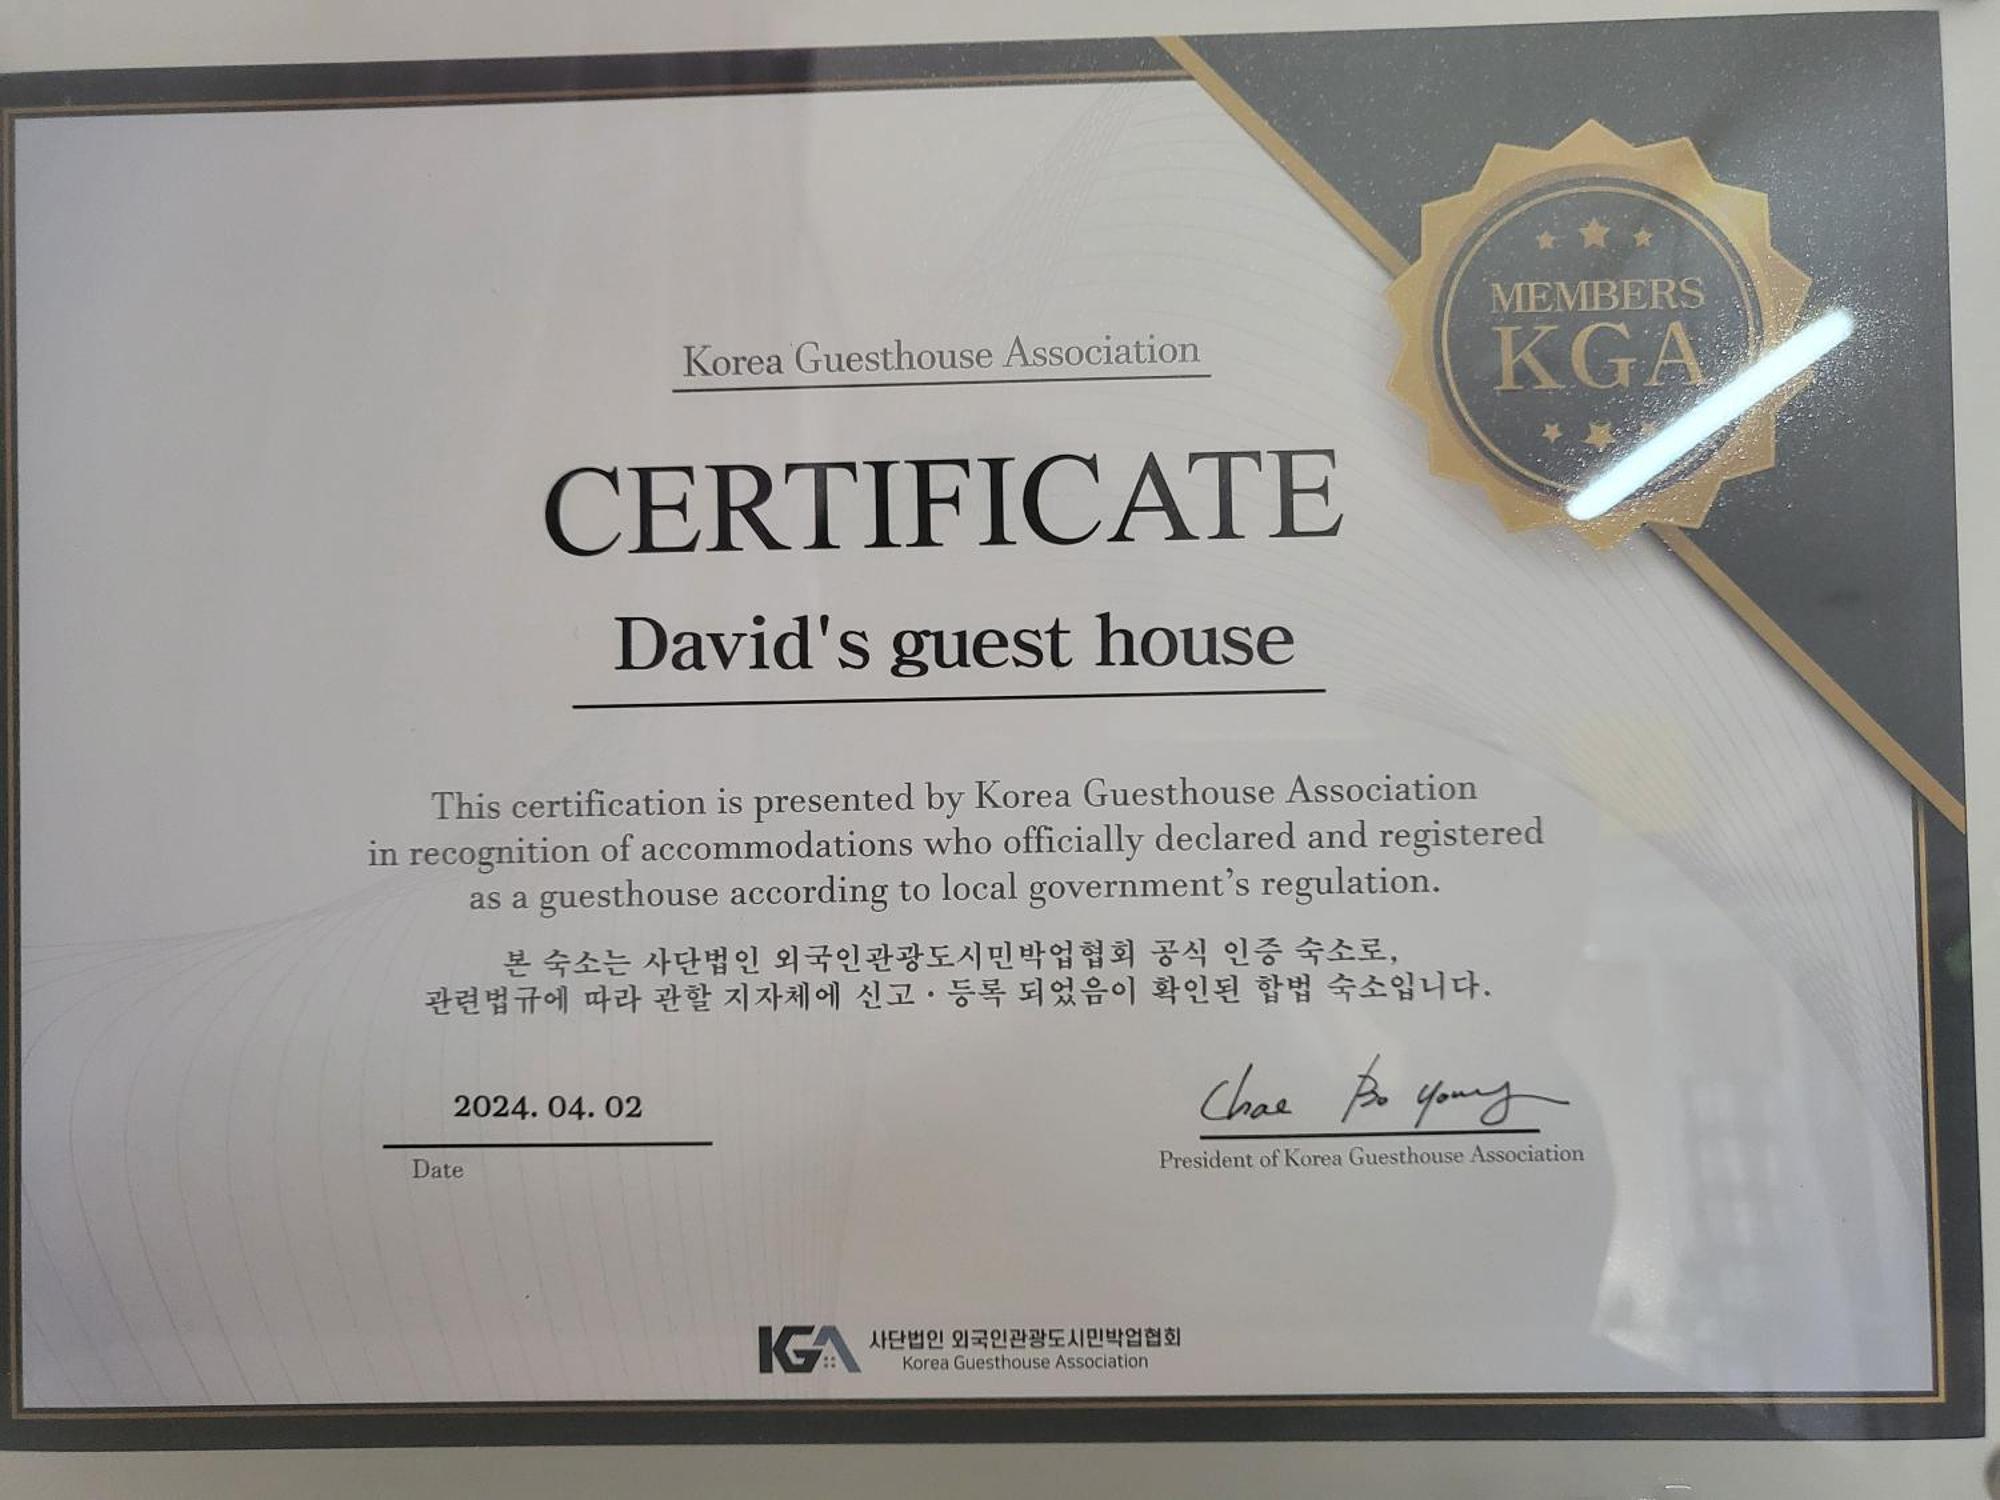 MEMBERS
KGA
Korea Guesthouse Association
CERTIFICATE
David's guest house
This certification is presented by Korea Guesthouse Association
in recognition of accommodations who officially declared and registered
as a guesthouse according to local government's regulation.
본 숙소는 사단법인 외국인관광도시민박업협회 공식 인증 숙소로,
관련법규에 따라 관할 지자체에 신고 · 등록 되었음이 확인된 합법 숙소입니다.
2024. 04. 02
Date
Chae Bo young
President of Korea Guesthouse Association
KGA 사단법인 외국인관광도시민박업협회
Korea Guesthouse Association